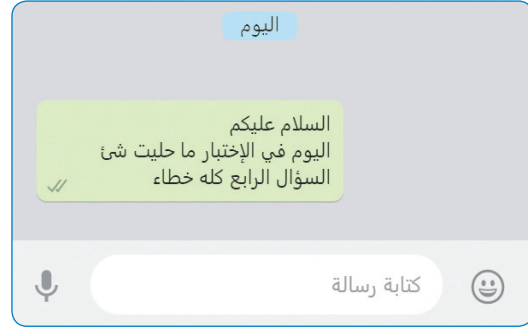 اليوم
السلام عليكم
اليوم في الإختبار ما حليت شئ
السؤال الرابع كله خطاء
كتابة رسالة